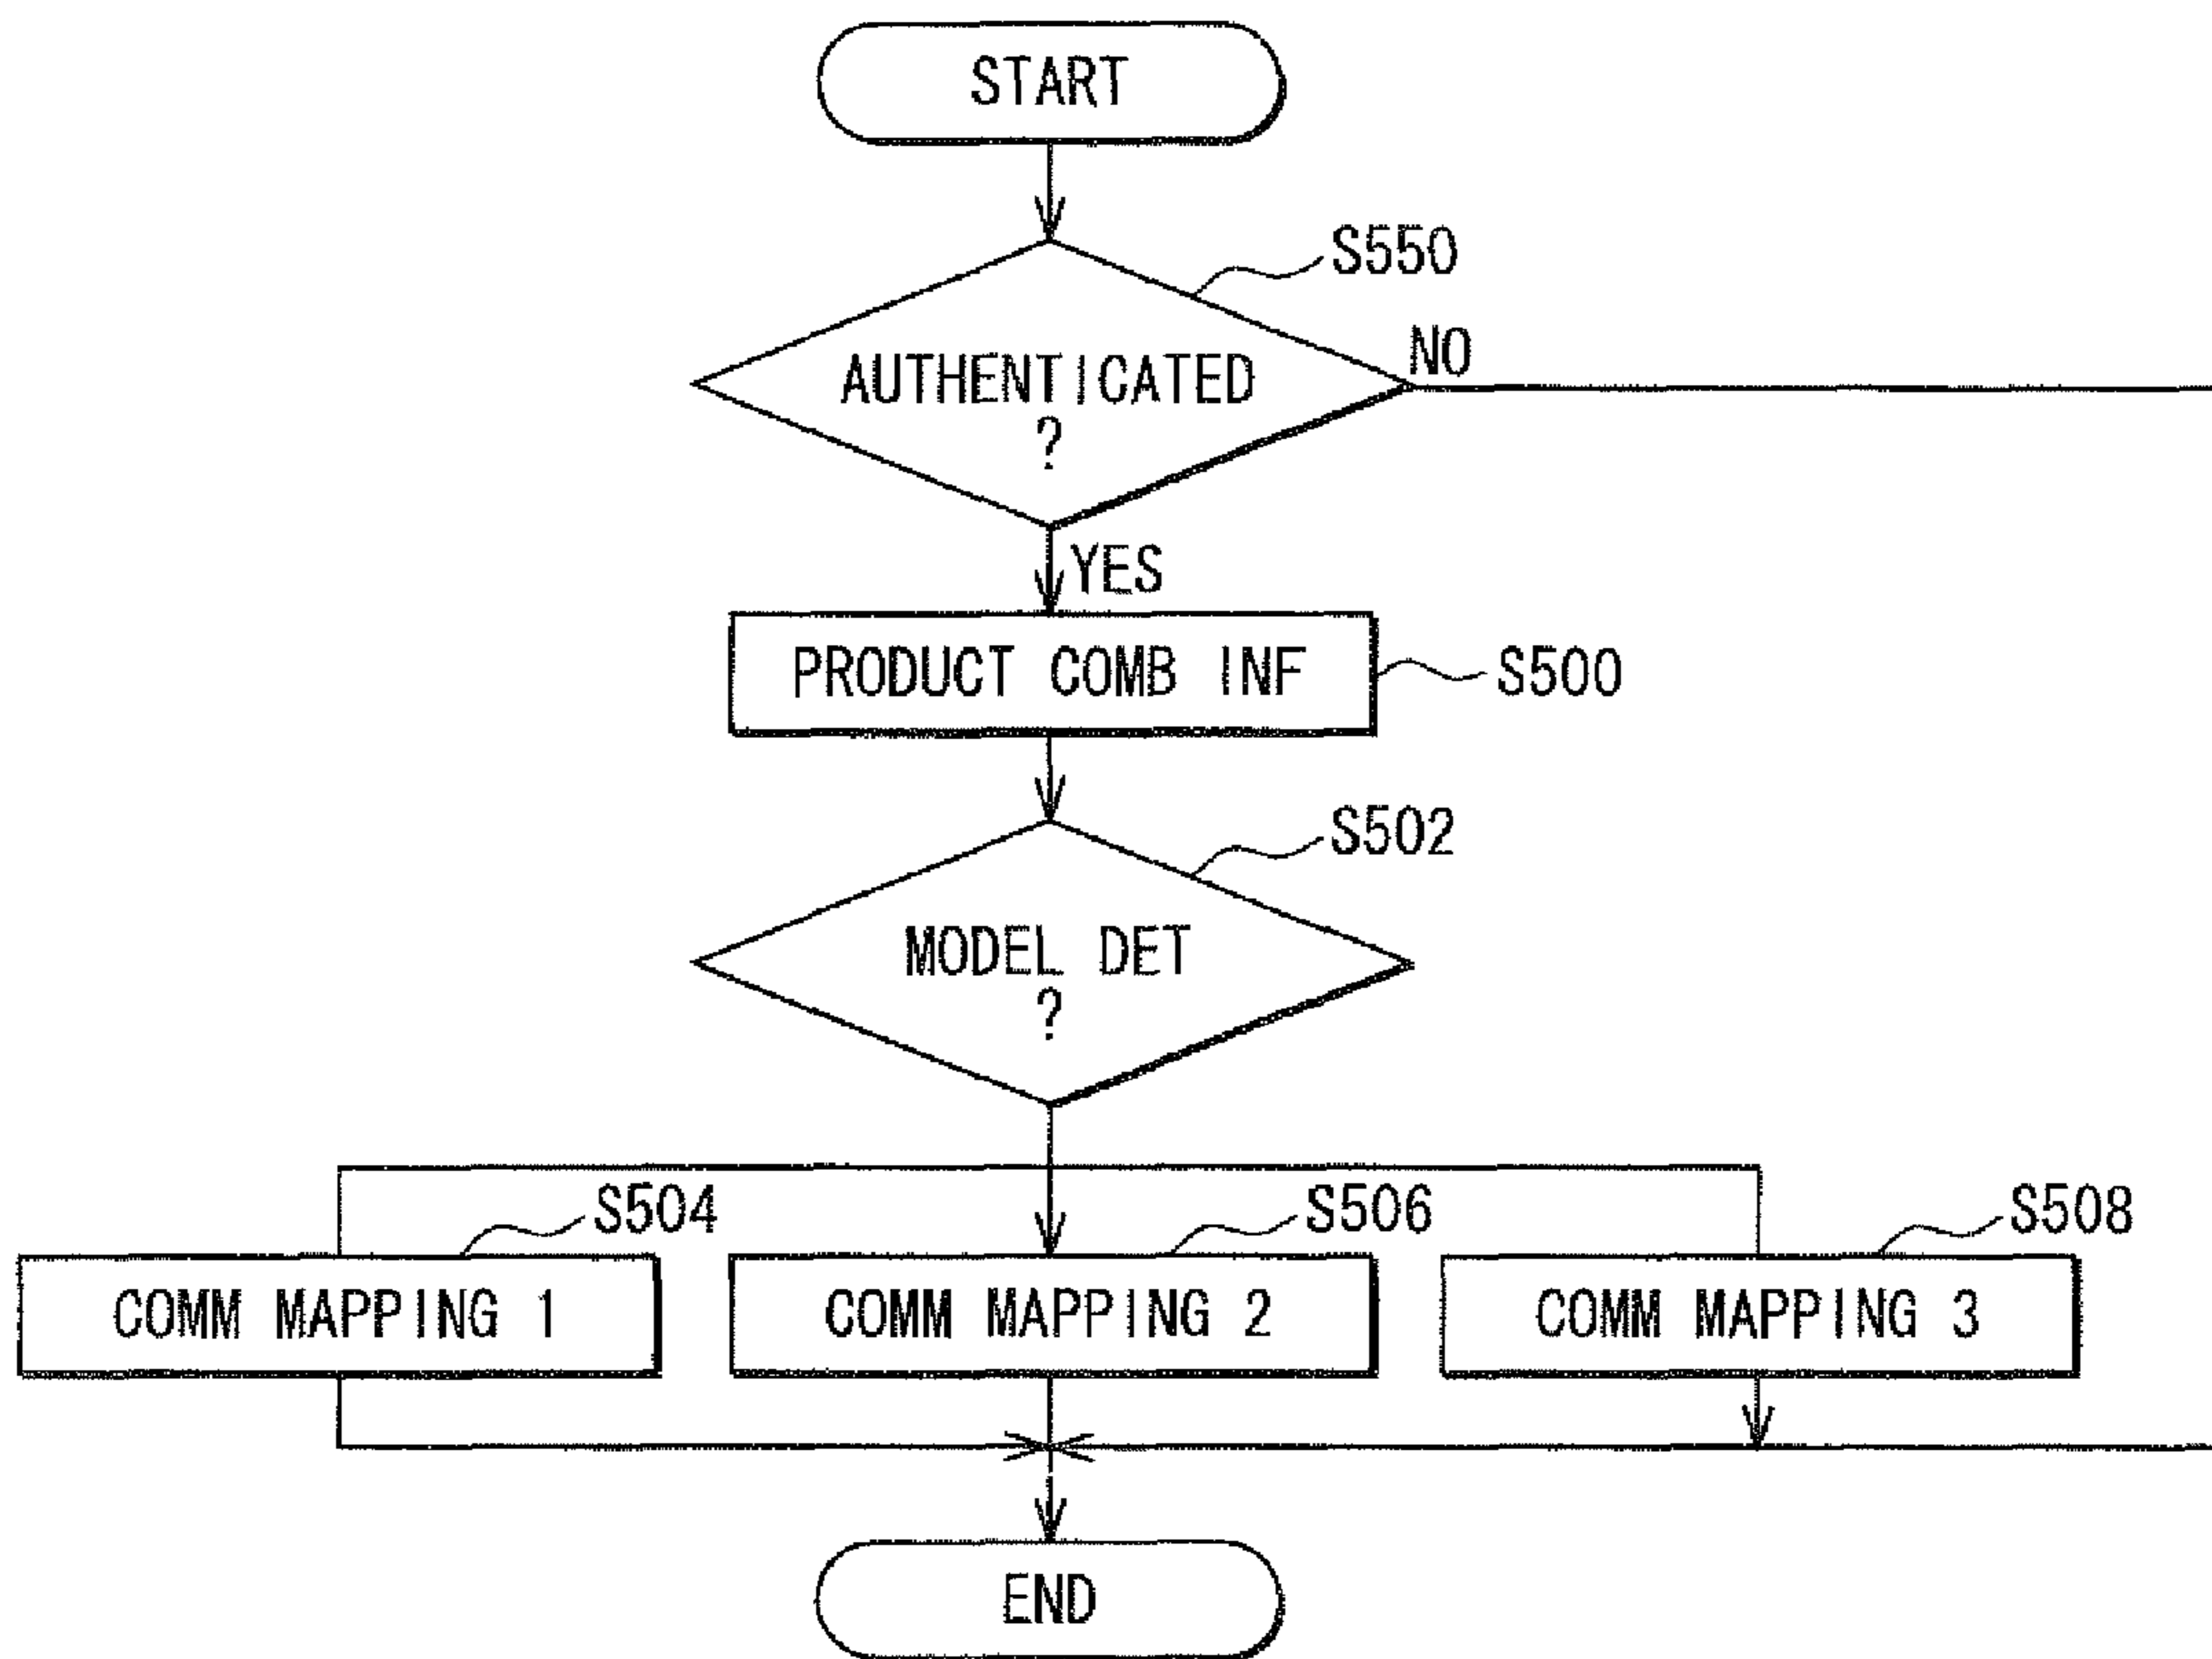 START
S550
AUTHENTICATED
?
NO
YES
PRODUCT COMB INF
S500
S502
MODEL DET
?
S504
S506
S508
COMM MAPPING 1
COMM MAPPING 2
COMM MAPPING 3
END